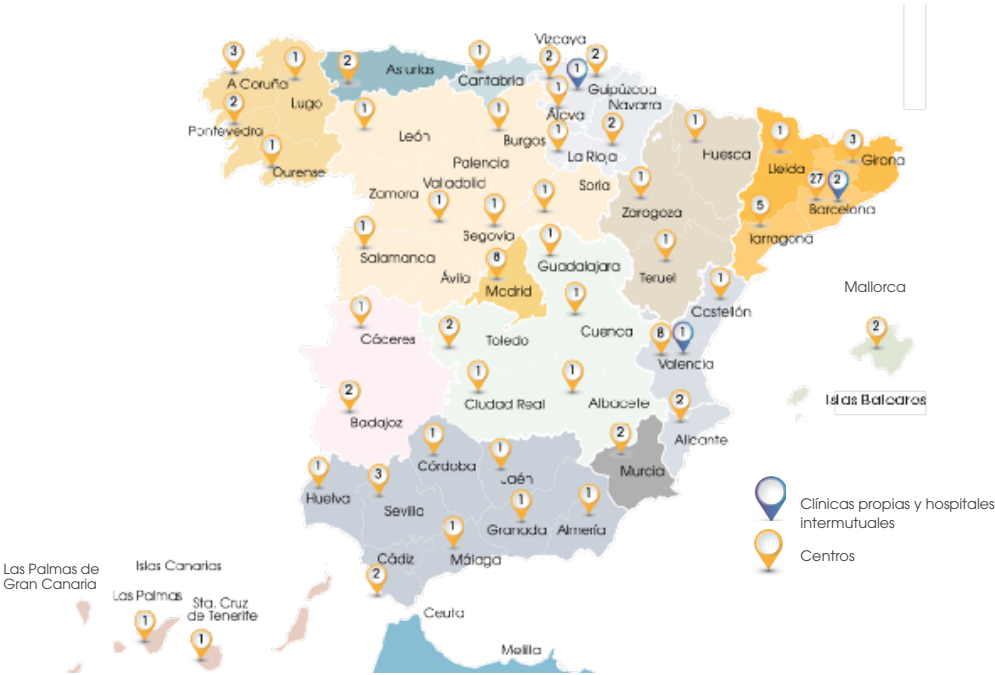 Vizcaya
3
1
2
1
2
1
2
Asturias
Cantabria
A Coruña
Guipúzcoa
Navarra
Lugo
2
1
1
1
Álava
1
2
1
1
3
Pontevedra
León
Burgos
La Rioja
Huesca
Lleida
Girona
1
Ourense
Palencia
27
2
Zamora
Valladolid
Soria
1
1
Barcelona
1
1
Zaragoza
5
Tarragona
1
Segovia
1
1
Salamanca
8
Guadalajara
Teruel
Ávila
Madrid
1
1
Castellón
Mallorca
1
2
Cuenca
8
1
2
Cáceres
Toledo
Valencia
2
1
1
2
Islas Baleares
Badajoz
Ciudad Real
Albacete
Alicante
1
2
1
3
1
Córdoba
Jaén
Murcia
Huelva
Sevilla
1
1
Granada
Almería
1
Clínicas propias y hospitales
intermutuales
Cádiz
Málaga
2
Centros
Las Palmas de
Gran Canaria
Islas Canarias
Las Palmas
Sta. Cruz
de Tenerife
1
1
Ceuta
Melilla